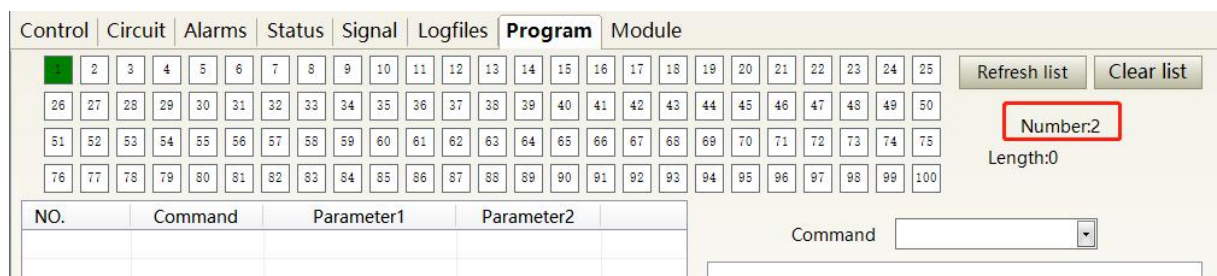 Control Circuit Alarms Status Signal Logfiles Program Module
1 2 3 4 5 6 7 8 9 10 11 12 13 14 15 16 17 18 19 20 21 22 23 24 25 Refresh list Clear list
26 27 28 29 30 31 32 33 34 35 36 37 38 39 40 41 42 43 44 45 46 47 48 49 50
Number:2
51 52 53 54 55 56 57 58 59 60 61 62 63 64 65 66 67 68 69 70 71 72 73 74 75
Length:0
76 77 78 79 80 81 82 83 84 85 86 87 88 89 90 91 92 93 94 95 96 97 98 99 100
NO. Command Parameter1 Parameter2
Command